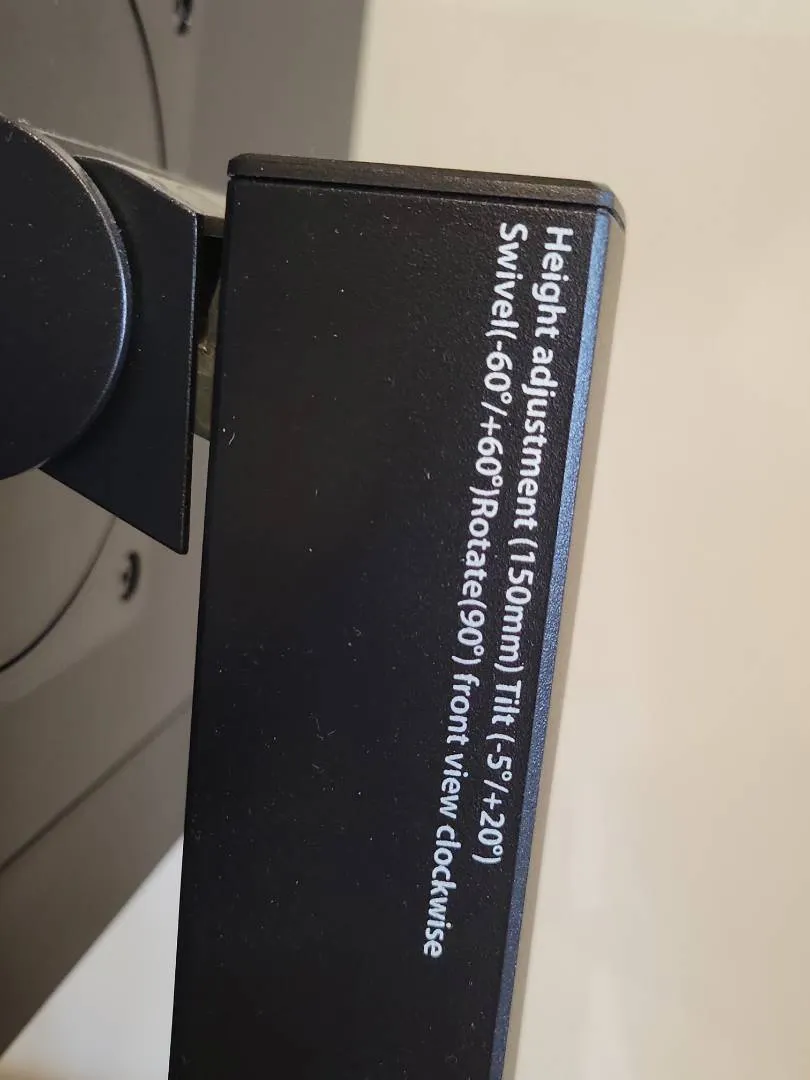 Height adjustment (150mm) Tilt (-5°/+20°)
Swivel(-60°/+60°)Rotate(90°) front view clockwise